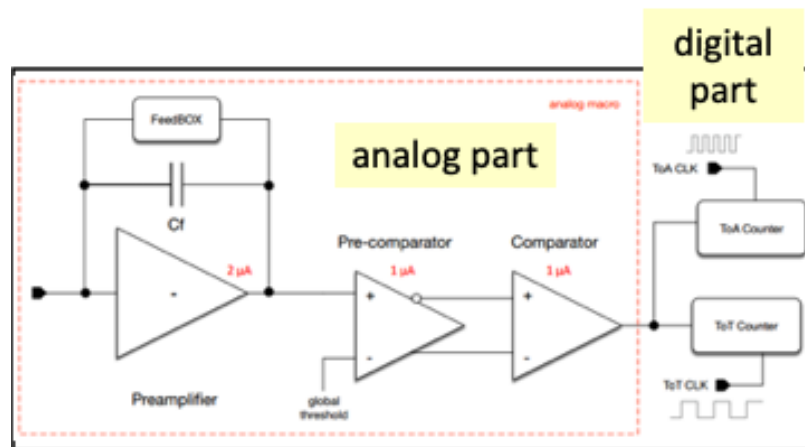 digital
part
analog macro
FeedBOX
analog part
ToA CLK
Cf
ToA Counter
Pre-comparator
Comparator
2 µA
1 µA
1 µA
-
+
+
-
-
ToT Counter
global
threshold
Preamplifier
ToT CLK